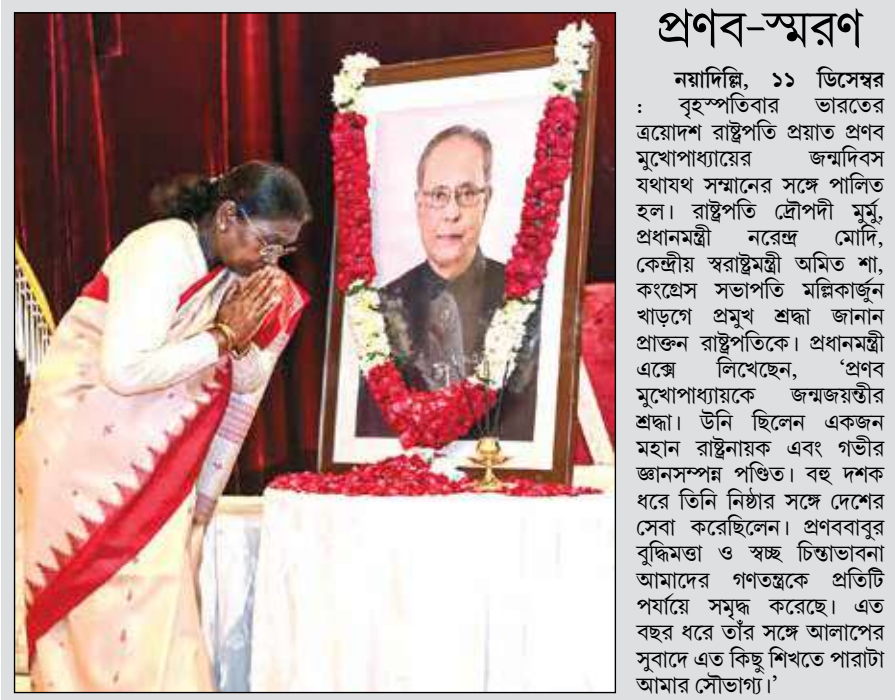 প্রণব-স্মরণ
নয়াদিল্লি, ১১ ডিসেম্বর
: বৃহস্পতিবার ভারতের
ত্রয়োদশ রাষ্ট্রপতি প্রয়াত প্রণব
মুখোপাধ্যায়ের জন্মদিবস
যথাযথ সম্মানের সঙ্গে পালিত
হল। রাষ্ট্রপতি দ্রৌপদী মুর্মু,
প্রধানমন্ত্রী নরেন্দ্র মোদি,
কেন্দ্রীয় স্বরাষ্ট্রমন্ত্রী অমিত শা,
কংগ্রেস সভাপতি মল্লিকার্জুন
খাড়গে প্রমুখ শ্রদ্ধা জানান
প্রাক্তন রাষ্ট্রপতিকে। প্রধানমন্ত্রী
এক্সে লিখেছেন, ‘প্রণব
মুখোপাধ্যায়কে জন্মজয়ন্তীর
শ্রদ্ধা। উনি ছিলেন একজন
মহান রাষ্ট্রনায়ক এবং গভীর
জ্ঞানসম্পন্ন পণ্ডিত। বহু দশক
ধরে তিনি নিষ্ঠার সঙ্গে দেশের
সেবা করেছিলেন। প্রণববাবুর
বুদ্ধিমত্তা ও স্বচ্ছ চিন্তাভাবনা
আমাদের গণতন্ত্রকে প্রতিটি
পর্যায়ে সমৃদ্ধ করেছে। এত
বছর ধরে তাঁর সঙ্গে আলাপের
সুবাদে এত কিছু শিখতে পারাটা
আমার সৌভাগ্য।’